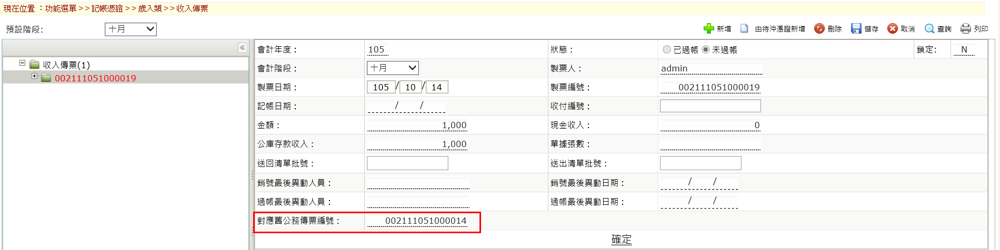 現在位置 ：功能選單>>記帳憑證>>歲入類>>收入傳票
預設階段: 十月 新增 由待沖憑證新增 刪除 儲存 取消 查詢 列印
收入傳票(1)
002111051000019
會計年度： 105 狀態： 已過帳 未過帳 鎖定: N
會計階段： 十月 製票人： admin
製票日期： 105 / 10 / 14 製票編號： 002111051000019
記帳日期： / / 收付編號：
金額： 1,000 現金收入： 0
公庫存款收入： 1,000 單據張數：
送回清單批號： 送出清單批號：
銷號最後異動人員： 銷號最後異動日期： / /
過帳最後異動人員： 過帳最後異動日期： / /
對應舊公務傳票編號： 002111051000014
確定